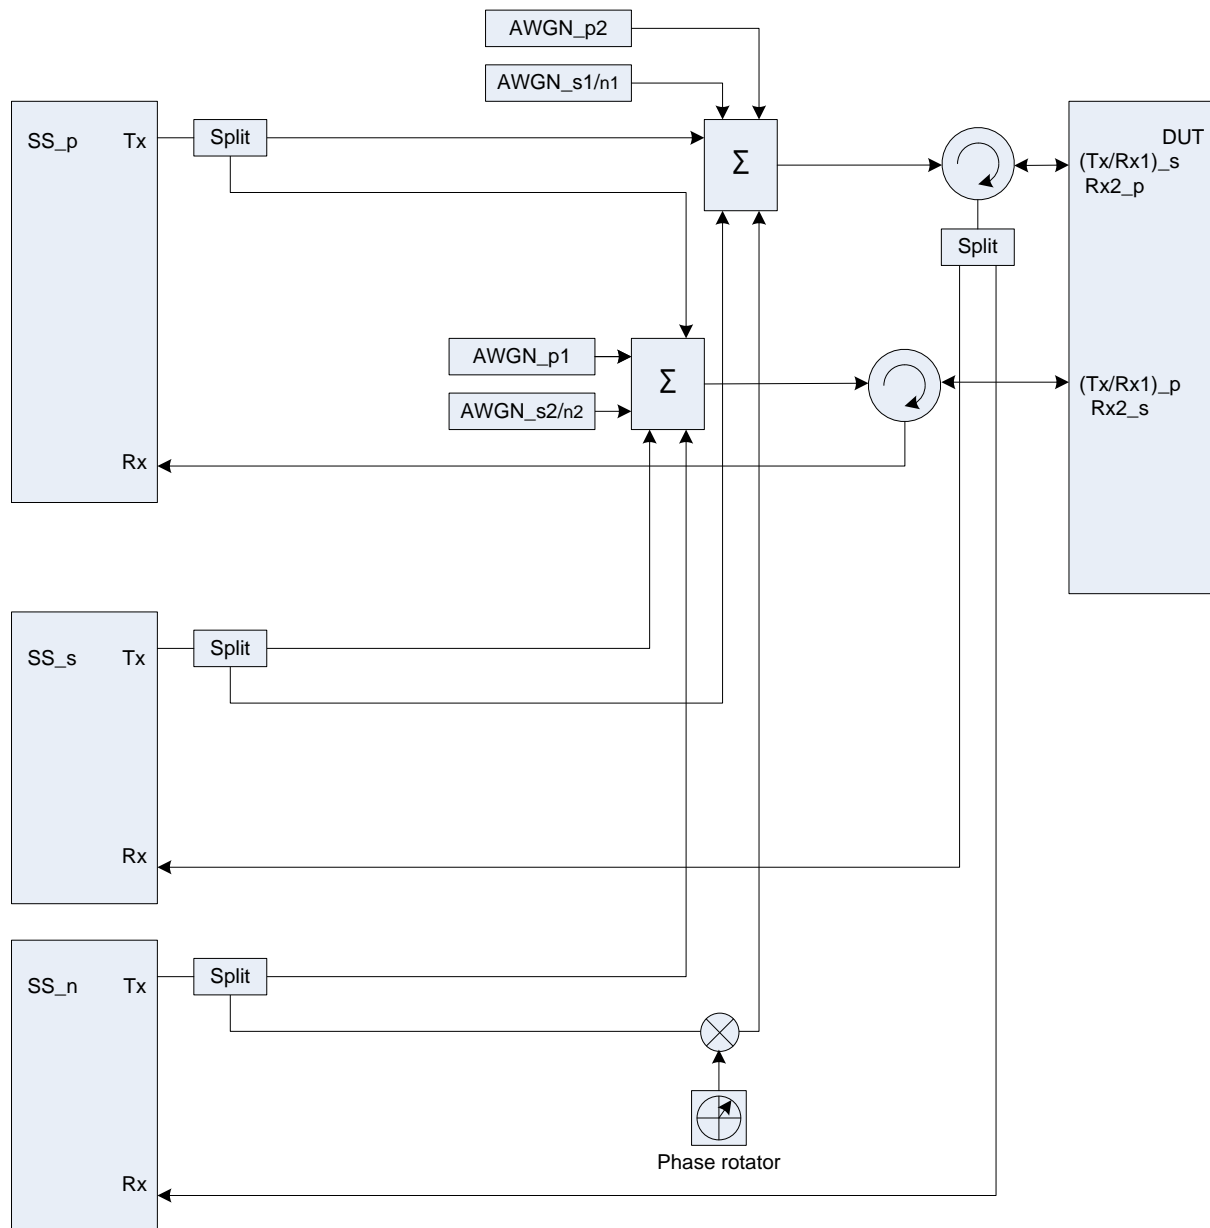 AWGN_p2
AWGN_s1/n1
SS_p
Tx
Split
Σ
DUT
(Tx/Rx1)_s
Rx2_p
Split
AWGN_p1
Σ
AWGN_s2/n2
(Tx/Rx1)_p
Rx2_s
Rx
SS_s
Tx
Split
Rx
SS_n
Tx
Split
Phase rotator
Rx